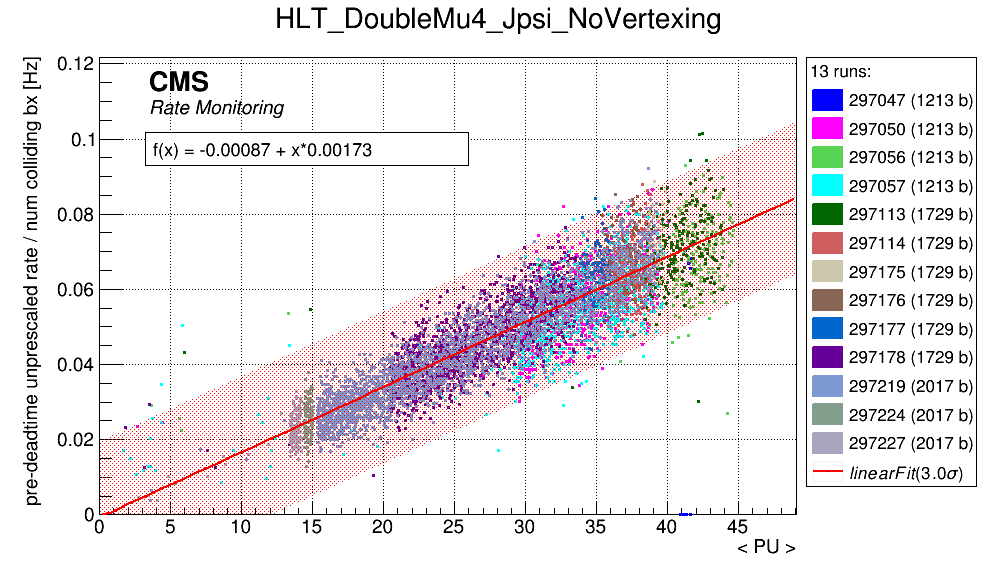 HLT_DoubleMu4_Jpsi_NoVertexing
pre-deadtime unprescaled rate / num colliding bx [Hz]
0.12
0.1
0.08
0.06
0.04
0.02
0
CMS
Rate Monitoring
f(x) = -0.00087 + x*0.00173
0 5 10 15 20 25 30 35 40 45
< PU >
13 runs:
297047 (1213 b)
297050 (1213 b)
297056 (1213 b)
297057 (1213 b)
297113 (1729 b)
297114 (1729 b)
297175 (1729 b)
297176 (1729 b)
297177 (1729 b)
297178 (1729 b)
297219 (2017 b)
297224 (2017 b)
297227 (2017 b)
linearFit(3.0σ)